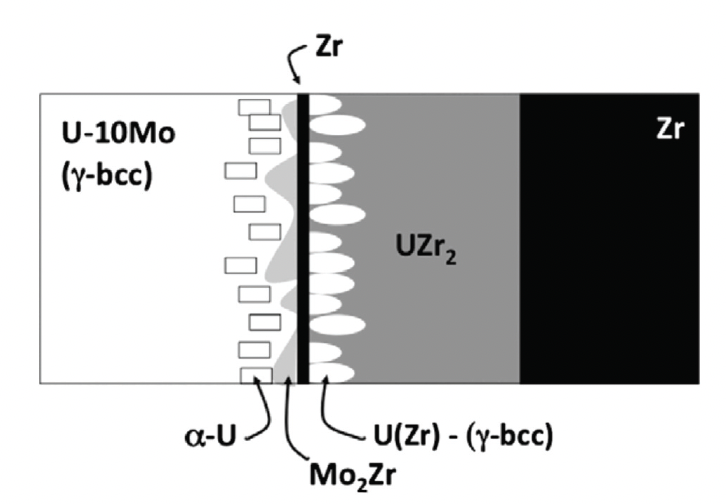 Zr
U-10Mo
(γ-bcc)
Zr
UZr₂
α-U
U(Zr) - (γ-bcc)
Mo₂Zr